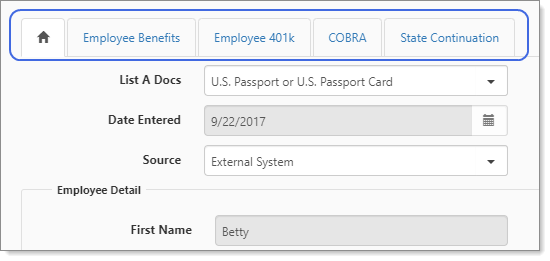 Employee Benefits Employee 401k COBRA State Continuation
List A Docs U.S. Passport or U.S. Passport Card
Date Entered 9/22/2017
Source External System
Employee Detail
First Name Betty